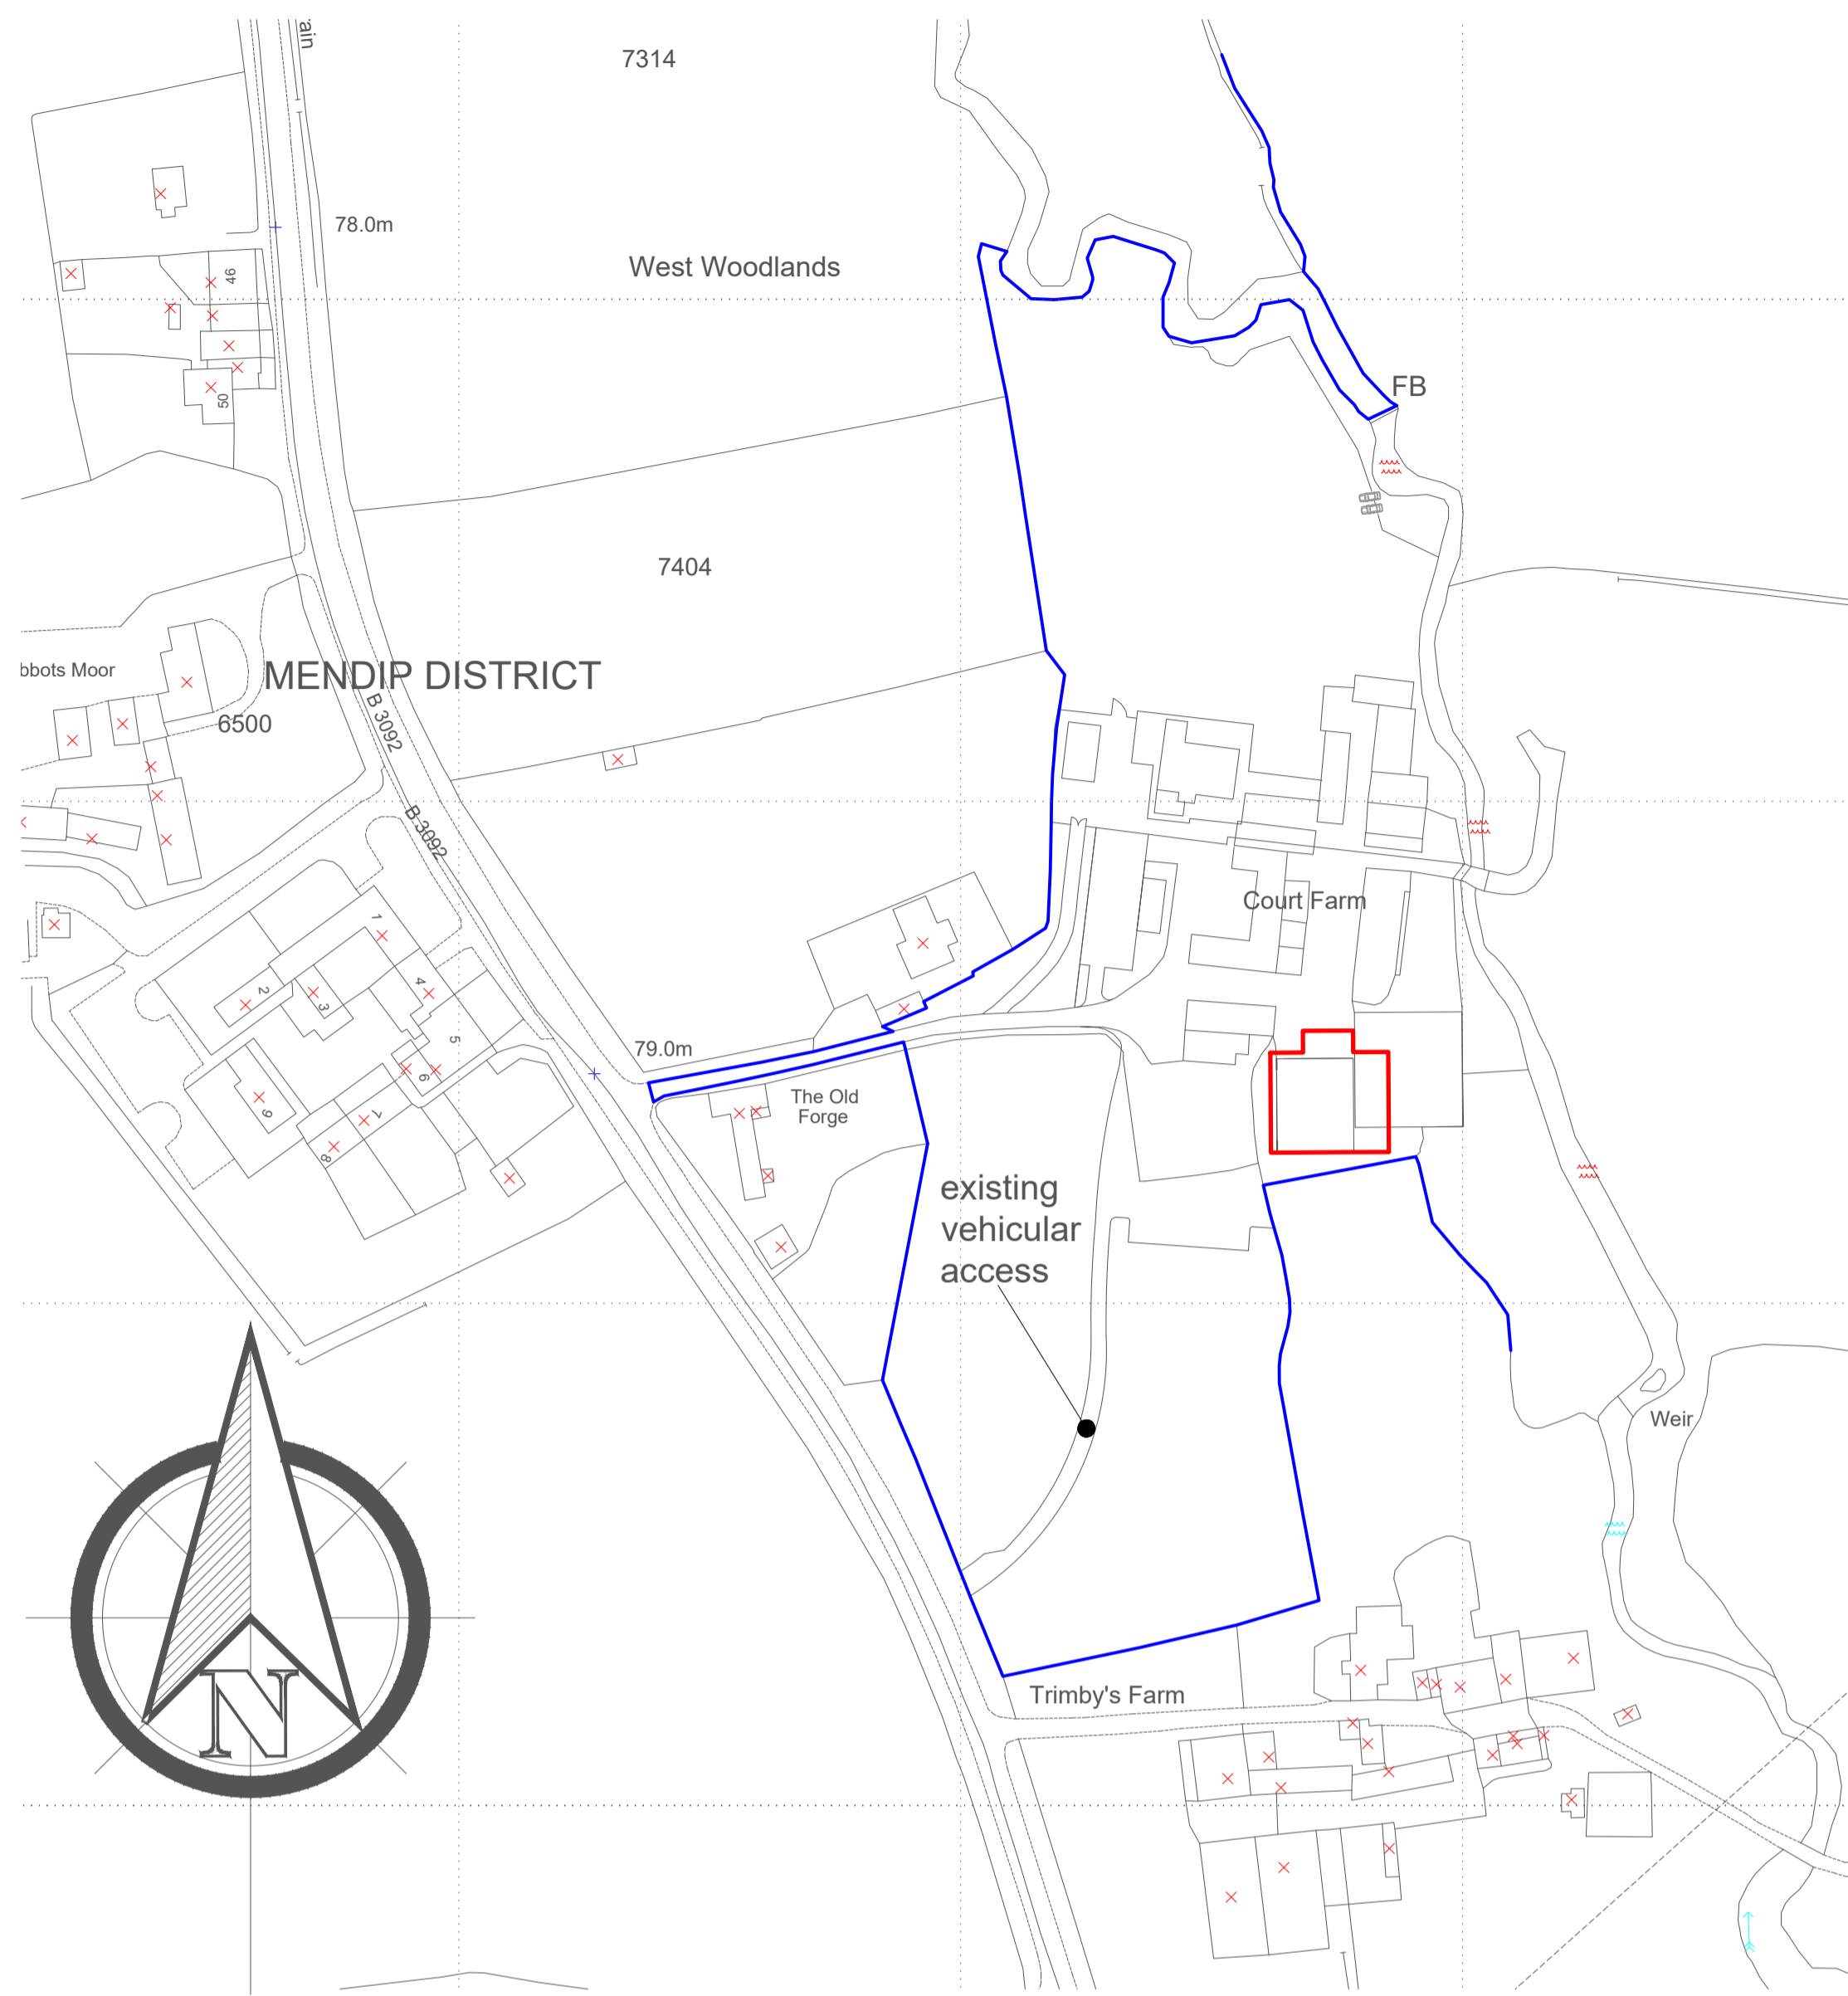 ain
7314
78.0m
West Woodlands
46
50
FB
7404
bbots Moor
MENDIP DISTRICT
6500
B 3092
B 3092
Court Farm
1
2
3
4
5
6
7
8
9
79.0m
The Old
Forge
existing
vehicular
access
Weir
Trimby's Farm
N